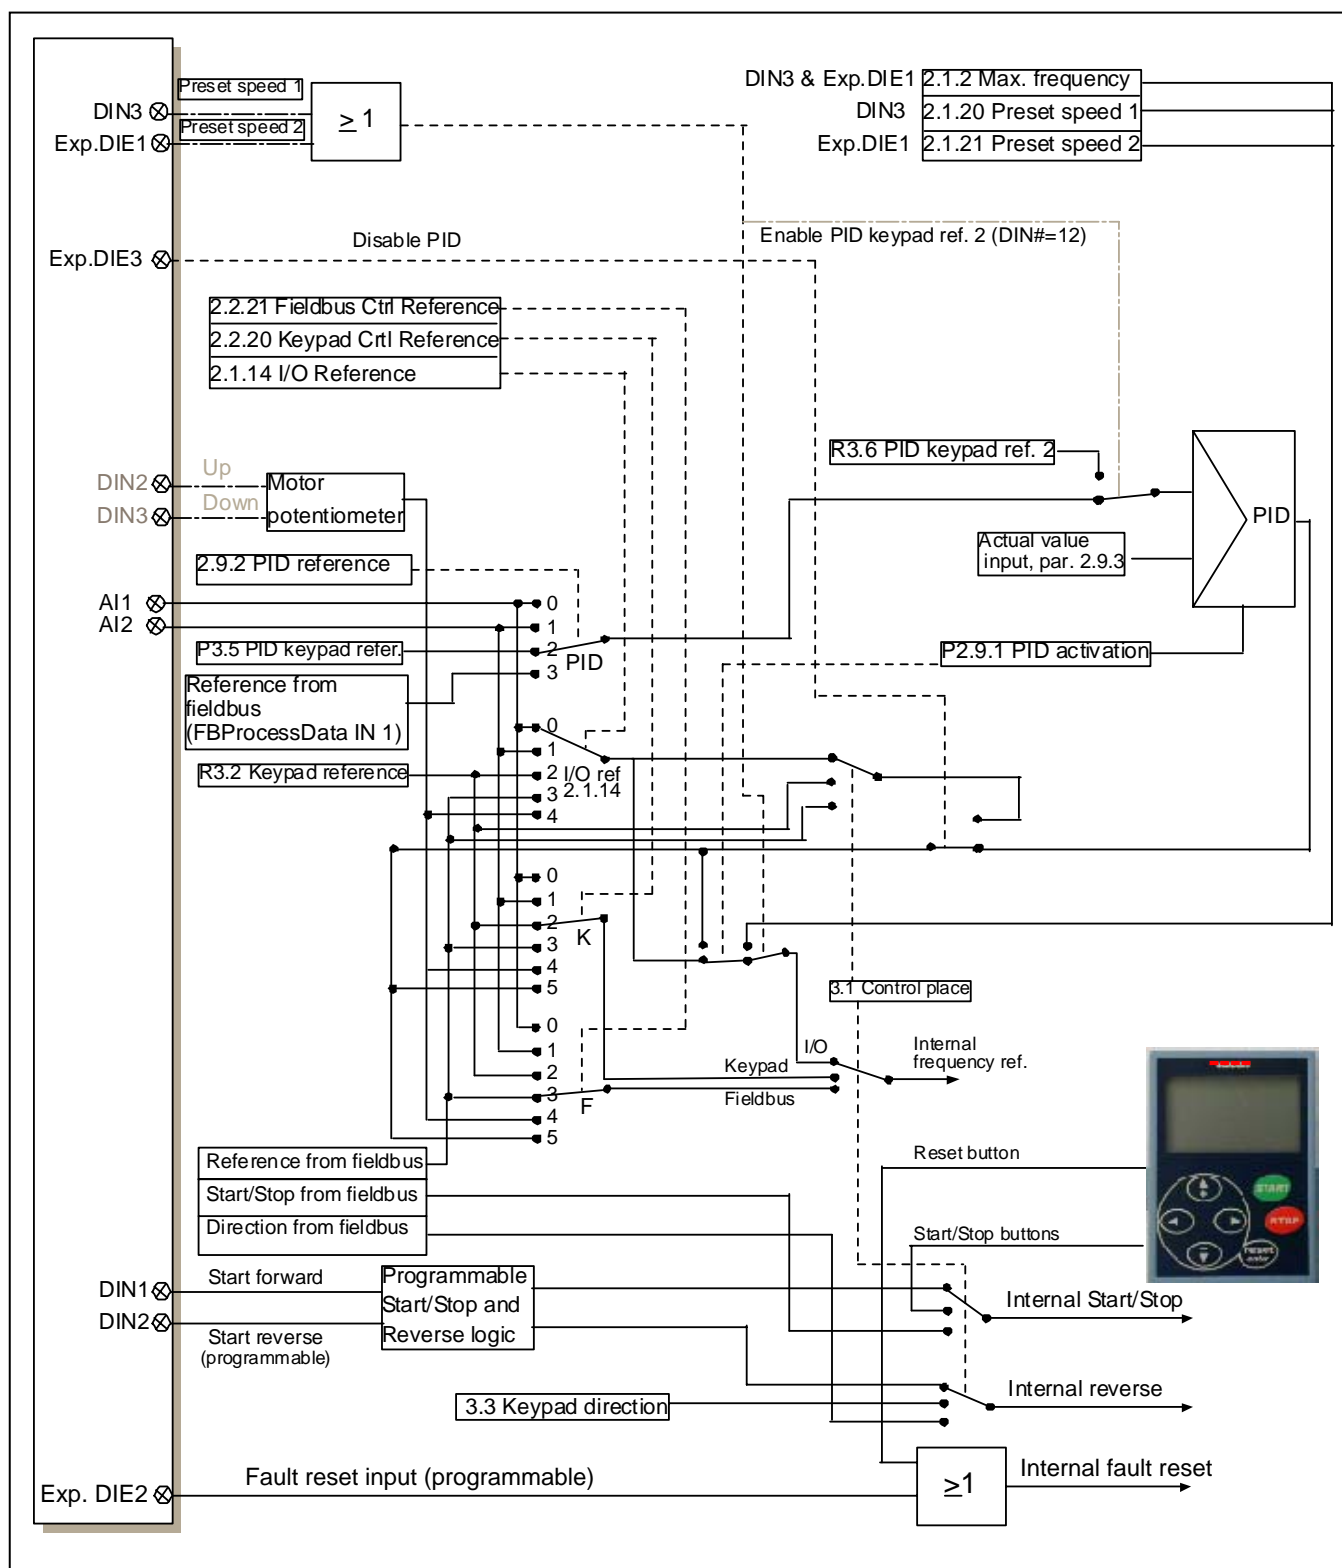 Preset speed 1
DIN3
Preset speed 2
Exp.DIE1
≥ 1
DIN3 & Exp.DIE1
2.1.2 Max. frequency
DIN3
2.1.20 Preset speed 1
Exp.DIE1
2.1.21 Preset speed 2
Disable PID
Exp.DIE3
Enable PID keypad ref. 2 (DIN#=12)
2.2.21 Fieldbus Ctrl Reference
2.2.20 Keypad Crtl Reference
2.1.14 I/O Reference
R3.6 PID keypad ref. 2
Up
DIN2
Down
DIN3
Motor
potentiometer
PID
Actual value
input, par. 2.9.3
2.9.2 PID reference
AI1
AI2
0
1
2
3
PID
P3.5 PID keypad refer.
P2.9.1 PID activation
Reference from
fieldbus
(FBProcessData IN 1)
R3.2 Keypad reference
0
1
2
3
4
I/O ref
2.1.14
0
1
2
3
4
5
K
3.1 Control place
0
1
2
3
4
5
F
I/O
Keypad
Fieldbus
Internal
frequency ref.
Reference from fieldbus
Start/Stop from fieldbus
Direction from fieldbus
Reset button
Start/Stop buttons
START
STOP
reset
enter
DIN1
Start forward
DIN2
Start reverse
(programmable)
Programmable
Start/Stop and
Reverse logic
Internal Start/Stop
3.3 Keypad direction
Internal reverse
Exp. DIE2
Fault reset input (programmable)
≥1
Internal fault reset